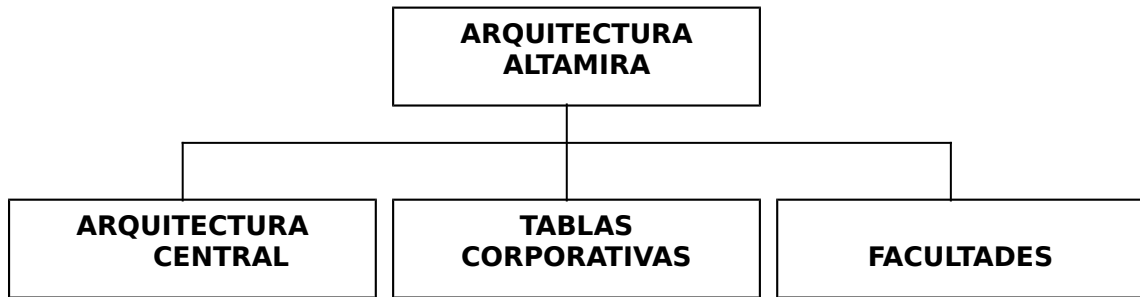 ARQUITECTURA
ALTAMIRA
ARQUITECTURA
CENTRAL
TABLAS
CORPORATIVAS
FACULTADES